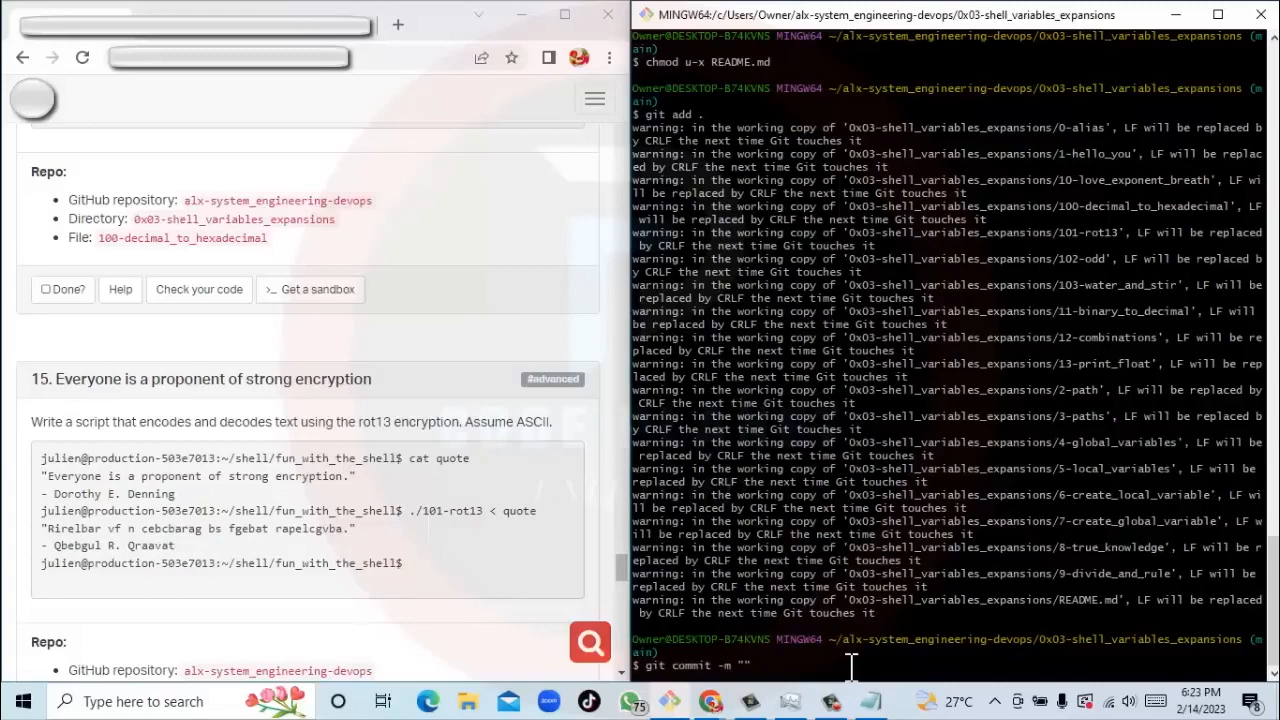 Repo:
GitHub repository: alx-system_engineering-devops
Directory: 0x03-shell_variables_expansions
File: 100-decimal_to_hexadecimal
Done?
Help
Check your code
>_ Get a sandbox
15. Everyone is a proponent of strong encryption
#advanced
Write a script that encodes and decodes text using the rot13 encryption. Assume ASCII.
julien@production-503e7013:~/shell/fun_with_the_shell$ cat quote
"Everyone is a proponent of strong encryption."
- Dorothy E. Denning
julien@production-503e7013:~/shell/fun_with_the_shell$ ./101-rot13 < quote
"Rirelbar vf n cebcbarag bs fgebat rapelcgvba."
- Qbebgul R. Qraavat
julien@production-503e7013:~/shell/fun_with_the_shell$
Repo:
GitHub repository: alx-system_engineering-devops
MINGW64:/c/Users/Owner/alx-system_engineering-devops/0x03-shell_variables_expansions
Owner@DESKTOP-B74KVNS MINGW64 ~/alx-system_engineering-devops/0x03-shell_variables_expansions (m
ain)
$ chmod u-x README.md
Owner@DESKTOP-B74KVNS MINGW64 ~/alx-system_engineering-devops/0x03-shell_variables_expansions (m
ain)
$ git add .
warning: in the working copy of '0x03-shell_variables_expansions/0-alias', LF will be replaced b
y CRLF the next time Git touches it
warning: in the working copy of '0x03-shell_variables_expansions/1-hello_you', LF will be replac
ed by CRLF the next time Git touches it
warning: in the working copy of '0x03-shell_variables_expansions/10-love_exponent_breath', LF wi
ll be replaced by CRLF the next time Git touches it
warning: in the working copy of '0x03-shell_variables_expansions/100-decimal_to_hexadecimal', LF
will be replaced by CRLF the next time Git touches it
warning: in the working copy of '0x03-shell_variables_expansions/101-rot13', LF will be replaced
by CRLF the next time Git touches it
warning: in the working copy of '0x03-shell_variables_expansions/102-odd', LF will be replaced b
y CRLF the next time Git touches it
warning: in the working copy of '0x03-shell_variables_expansions/103-water_and_stir', LF will be
replaced by CRLF the next time Git touches it
warning: in the working copy of '0x03-shell_variables_expansions/11-binary_to_decimal', LF will
be replaced by CRLF the next time Git touches it
warning: in the working copy of '0x03-shell_variables_expansions/12-combinations', LF will be re
placed by CRLF the next time Git touches it
warning: in the working copy of '0x03-shell_variables_expansions/13-print_float', LF will be rep
laced by CRLF the next time Git touches it
warning: in the working copy of '0x03-shell_variables_expansions/2-path', LF will be replaced by
CRLF the next time Git touches it
warning: in the working copy of '0x03-shell_variables_expansions/3-paths', LF will be replaced b
y CRLF the next time Git touches it
warning: in the working copy of '0x03-shell_variables_expansions/4-global_variables', LF will be
replaced by CRLF the next time Git touches it
warning: in the working copy of '0x03-shell_variables_expansions/5-local_variables', LF will be
replaced by CRLF the next time Git touches it
warning: in the working copy of '0x03-shell_variables_expansions/6-create_local_variable', LF wi
ll be replaced by CRLF the next time Git touches it
warning: in the working copy of '0x03-shell_variables_expansions/7-create_global_variable', LF w
ill be replaced by CRLF the next time Git touches it
warning: in the working copy of '0x03-shell_variables_expansions/8-true_knowledge', LF will be r
eplaced by CRLF the next time Git touches it
warning: in the working copy of '0x03-shell_variables_expansions/9-divide_and_rule', LF will be
replaced by CRLF the next time Git touches it
warning: in the working copy of '0x03-shell_variables_expansions/README.md', LF will be replaced
by CRLF the next time Git touches it
Owner@DESKTOP-B74KVNS MINGW64 ~/alx-system_engineering-devops/0x03-shell_variables_expansions (m
ain)
$ git commit -m ""
Type here to search
zoom
75
27°C
6:23 PM
2/14/2023
8